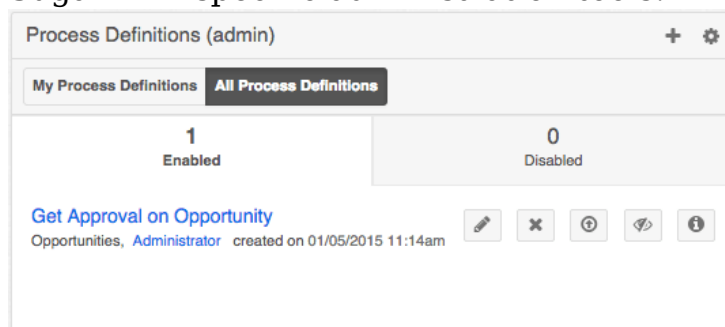 Process Definitions (admin)
My Process Definitions All Process Definitions
1 0
Enabled Disabled
Get Approval on Opportunity
Opportunities, Administrator created on 01/05/2015 11:14am